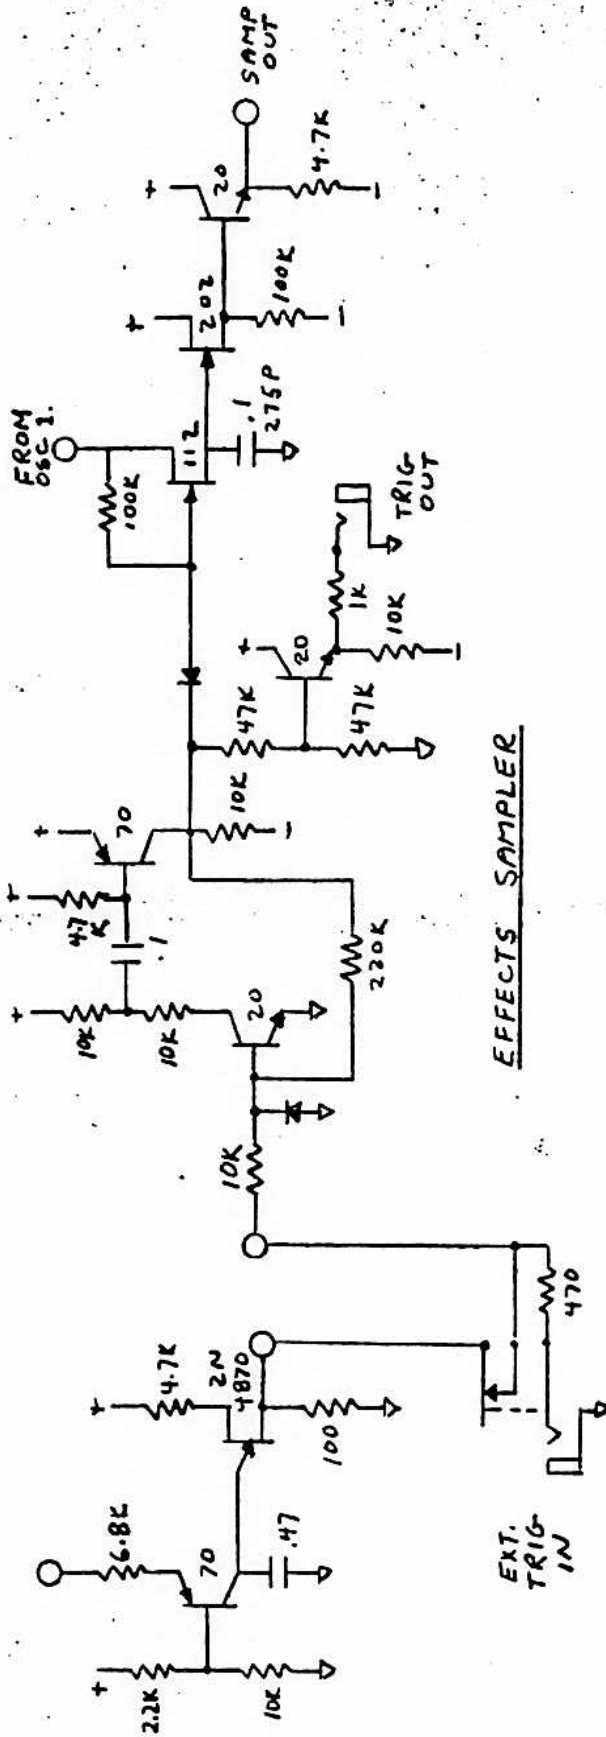 +
2.2K
10K
6.8K
70
.47
+
4.7K
2N
4870
100
EXT.
TRIG
IN
470
10K
+
10K
10K
20
220K
+
4.7
K
.1
+
70
10K
–
47K
47K
+
20
10K
–
1K
TRIG
OUT
FROM
OSC 1.
100K
112
.1
275P
+
202
100K
–
+
20
4.7K
–
SAMP
OUT
EFFECTS SAMPLER